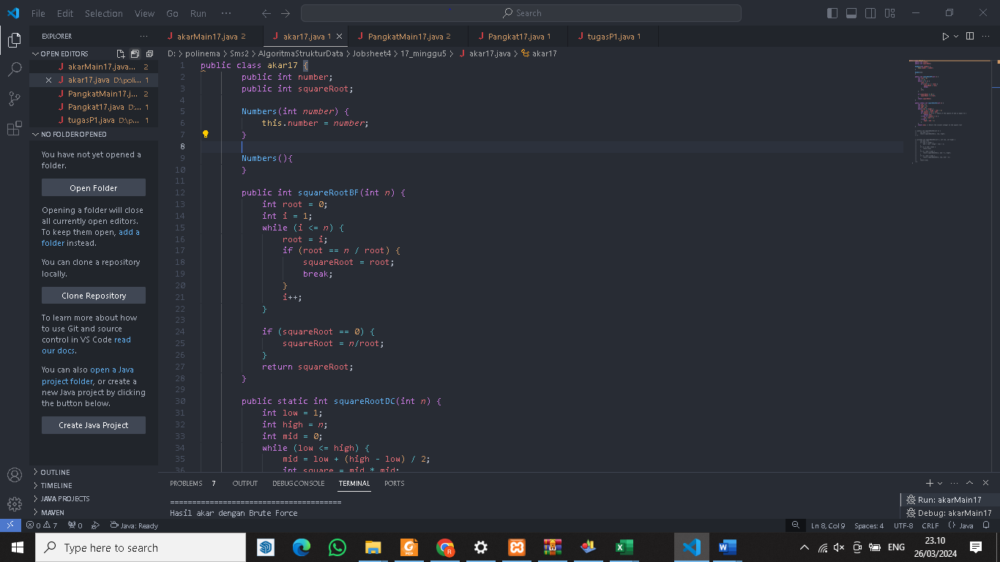 File Edit Selection View Go Run ··· Search
EXPLORER ···
akarMain17.java 2 akar17.java 1 PangkatMain17.java 2 Pangkat17.java 1 tugasP1.java 1
OPEN EDITORS
akarMain17.java... 2
akar17.java D:\poli... 1
PangkatMain17.j... 2
Pangkat17.java D:... 1
tugasP1.java D:\p... 1
NO FOLDER OPENED
You have not yet opened a
folder.
Open Folder
Opening a folder will close
all currently open editors.
To keep them open, add a
folder instead.
You can clone a repository
locally.
Clone Repository
To learn more about how
to use Git and source
control in VS Code read
our docs.
You can also open a Java
project folder, or create a
new Java project by clicking
the button below.
Create Java Project
OUTLINE
TIMELINE
JAVA PROJECTS
MAVEN
D: > polinema > Sms2 > AlgoritmaStrukturData > Jobsheet4 > 17_minggu5 > akar17.java > akar17
1 public class akar17 {
2 public int number;
3 public int squareRoot;
4
5 Numbers(int number) {
6 this.number = number;
7 }
8
9 Numbers(){
10 }
11
12 public int squareRootBF(int n) {
13 int root = 0;
14 int i = 1;
15 while (i <= n) {
16 root = i;
17 if (root == n / root) {
18 squareRoot = root;
19 break;
20 }
21 i++;
22 }
23
24 if (squareRoot == 0) {
25 squareRoot = n/root;
26 }
27 return squareRoot;
28 }
29
30 public static int squareRootDC(int n) {
31 int low = 1;
32 int high = n;
33 int mid = 0;
34 while (low <= high) {
35 mid = low + (high - low) / 2;
36 int square = mid * mid;
PROBLEMS 7 OUTPUT DEBUG CONSOLE TERMINAL PORTS
=======================================
Hasil akar dengan Brute Force
Run: akarMain17
Debug: akarMain17
0 7 0 Java: Ready Ln 8, Col 9 Spaces: 4 UTF-8 CRLF () Java
Type here to search
ENG
23.10
26/03/2024